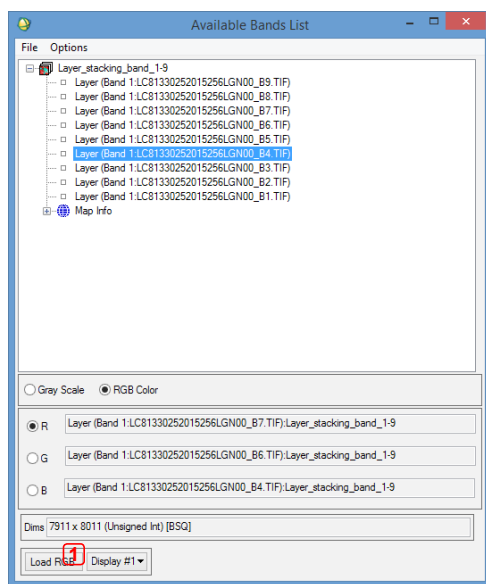 Available Bands List
File Options
Layer_stacking_band_1-9
Layer (Band 1:LC81330252015256LGN00_B9.TIF)
Layer (Band 1:LC81330252015256LGN00_B8.TIF)
Layer (Band 1:LC81330252015256LGN00_B7.TIF)
Layer (Band 1:LC81330252015256LGN00_B6.TIF)
Layer (Band 1:LC81330252015256LGN00_B5.TIF)
Layer (Band 1:LC81330252015256LGN00_B4.TIF)
Layer (Band 1:LC81330252015256LGN00_B3.TIF)
Layer (Band 1:LC81330252015256LGN00_B2.TIF)
Layer (Band 1:LC81330252015256LGN00_B1.TIF)
Map Info
Gray Scale RGB Color
R Layer (Band 1:LC81330252015256LGN00_B7.TIF):Layer_stacking_band_1-9
G Layer (Band 1:LC81330252015256LGN00_B6.TIF):Layer_stacking_band_1-9
B Layer (Band 1:LC81330252015256LGN00_B4.TIF):Layer_stacking_band_1-9
Dims 7911 x 8011 (Unsigned Int) [BSQ]
1
Load RGB Display #1